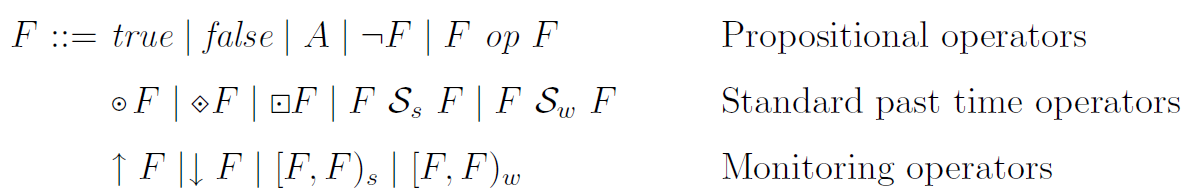 F ::= true | false | A | ¬F | F op F Propositional operators
⊙F | ⟐F | ⊡F | F 𝒮ₛ F | F 𝒮_w F Standard past time operators
↑ F |↓ F | [F, F)ₛ | [F, F)_w Monitoring operators